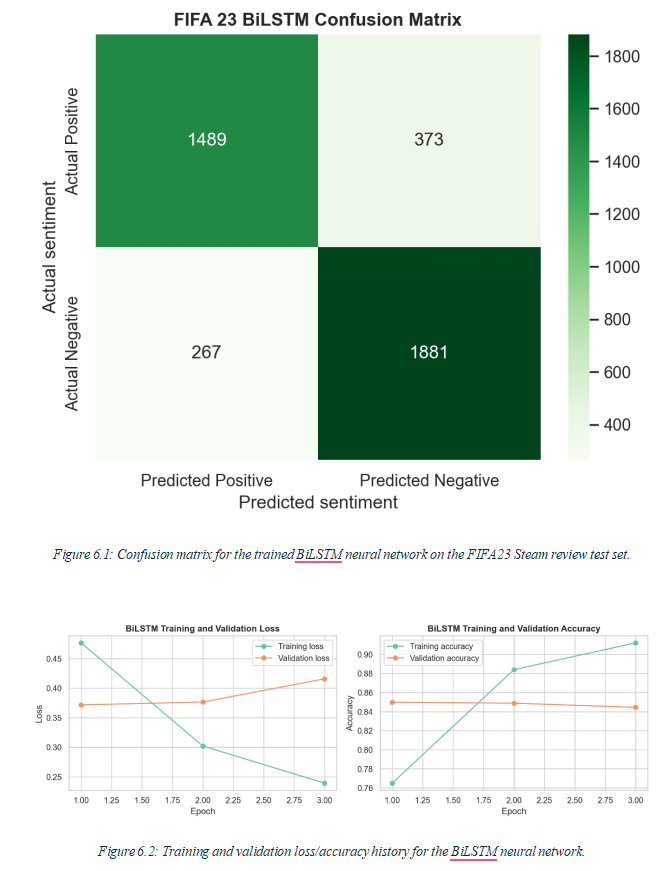 FIFA 23 BiLSTM Confusion Matrix
Actual sentiment
Actual Positive
Actual Negative
1489
373
267
1881
1800
1600
1400
1200
1000
800
600
400
Predicted Positive
Predicted Negative
Predicted sentiment
Figure 6.1: Confusion matrix for the trained BiLSTM neural network on the FIFA23 Steam review test set.
BiLSTM Training and Validation Loss
Training loss
Validation loss
Loss
0.45
0.40
0.35
0.30
0.25
1.00 1.25 1.50 1.75 2.00 2.25 2.50 2.75 3.00
Epoch
BiLSTM Training and Validation Accuracy
Training accuracy
Validation accuracy
Accuracy
0.90
0.88
0.86
0.84
0.82
0.80
0.78
0.76
1.00 1.25 1.50 1.75 2.00 2.25 2.50 2.75 3.00
Epoch
Figure 6.2: Training and validation loss/accuracy history for the BiLSTM neural network.